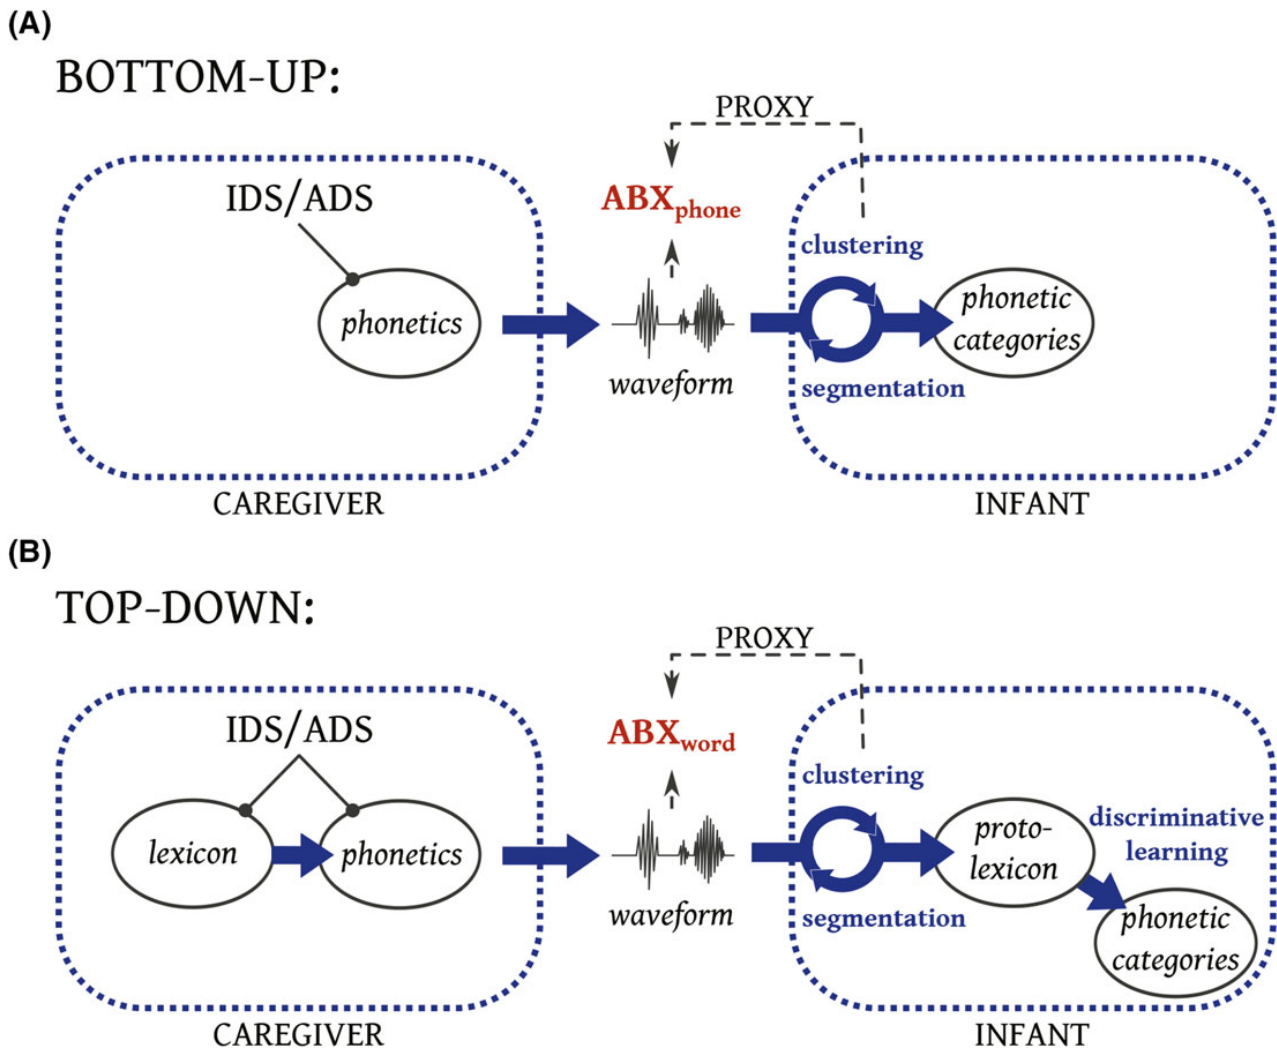 (A)
BOTTOM-UP:
PROXY
IDS/ADS
ABXphone
clustering
phonetics
phonetic
categories
waveform
segmentation
CAREGIVER
INFANT
(B)
TOP-DOWN:
PROXY
IDS/ADS
ABXword
clustering
lexicon
phonetics
proto-
lexicon
discriminative
learning
waveform
segmentation
phonetic
categories
CAREGIVER
INFANT